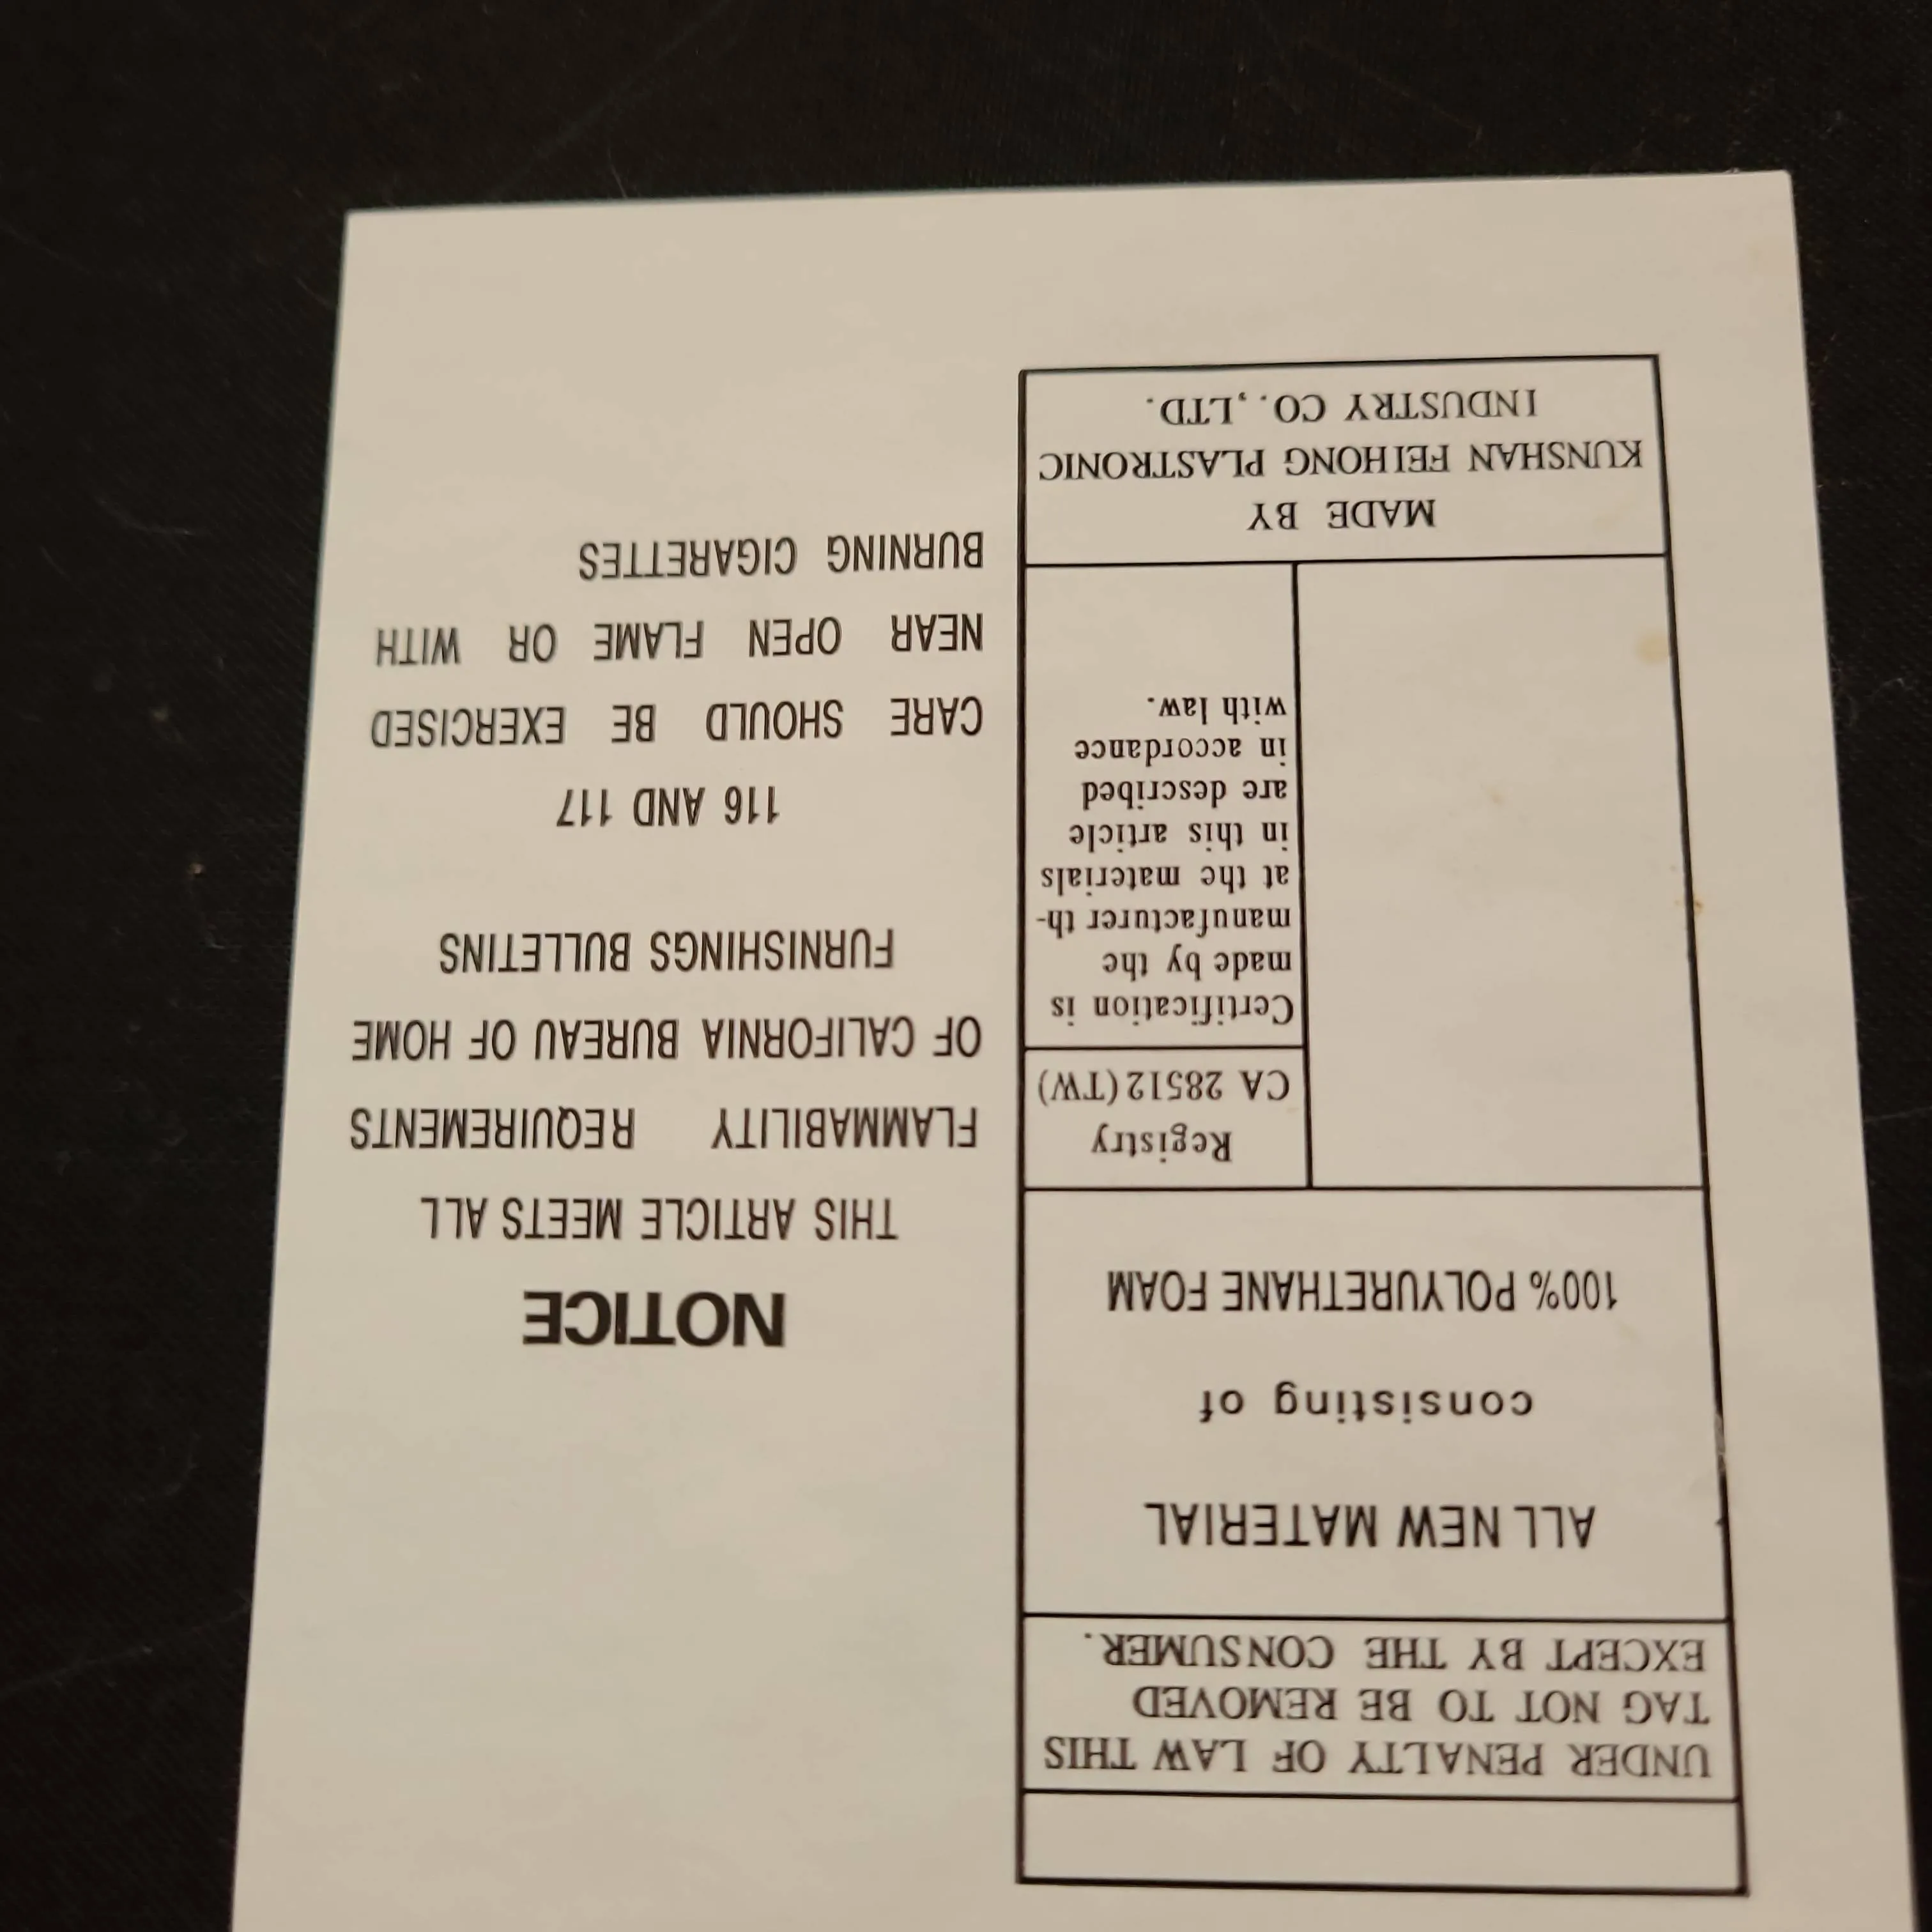 UNDER PENALTY OF LAW THIS
TAG NOT TO BE REMOVED
EXCEPT BY THE CONSUMER.
ALL NEW MATERIAL
consisting of
100% POLYURETHANE FOAM
Registry
CA 28512(TW)
Certification is
made by the
manufacturer th-
at the materials
in this article
are described
in accordance
with law.
MADE BY
KUNSHAN FEIHONG PLASTRONIC
INDUSTRY CO.,LTD.
NOTICE
THIS ARTICLE MEETS ALL
FLAMMABILITY REQUIREMENTS
OF CALIFORNIA BUREAU OF HOME
FURNISHINGS BULLETINS
116 AND 117
CARE SHOULD BE EXERCISED
NEAR OPEN FLAME OR WITH
BURNING CIGARETTES